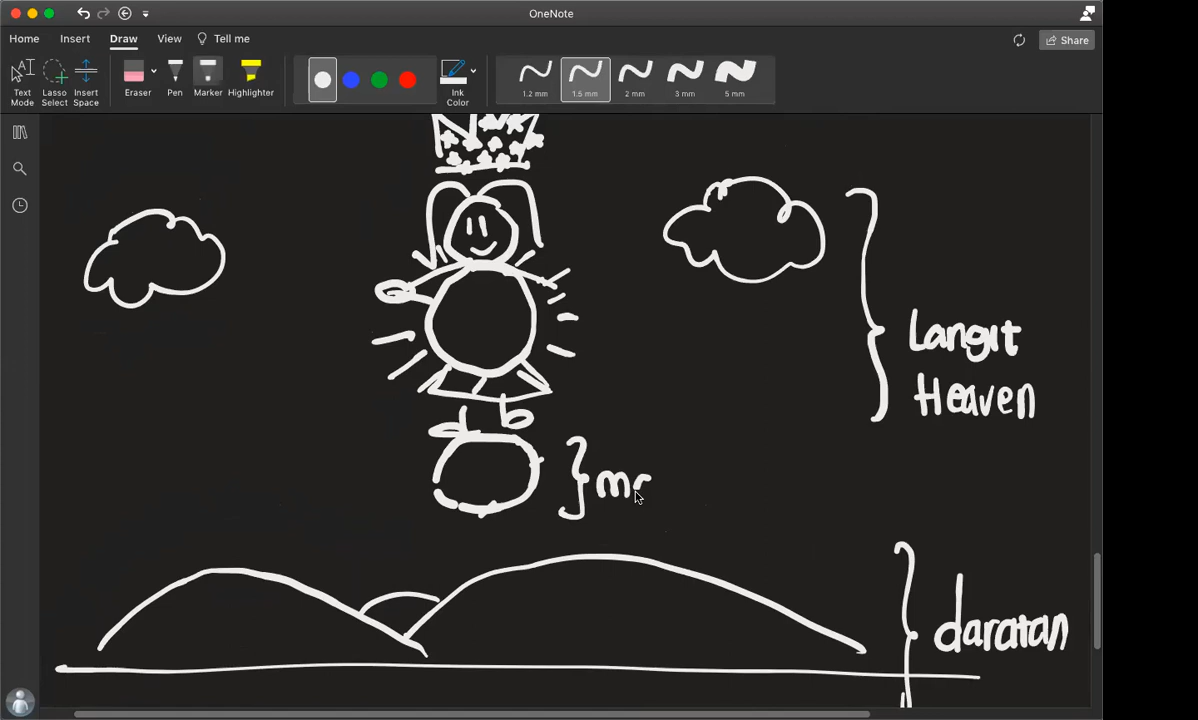 OneNote
Home Insert Draw View Tell me
Share
Text Mode
Lasso Select
Insert Space
Eraser
Pen
Marker
Highlighter
Ink Color
1.2 mm
1.5 mm
2 mm
3 mm
5 mm
Langit
Heaven
d b
daratan